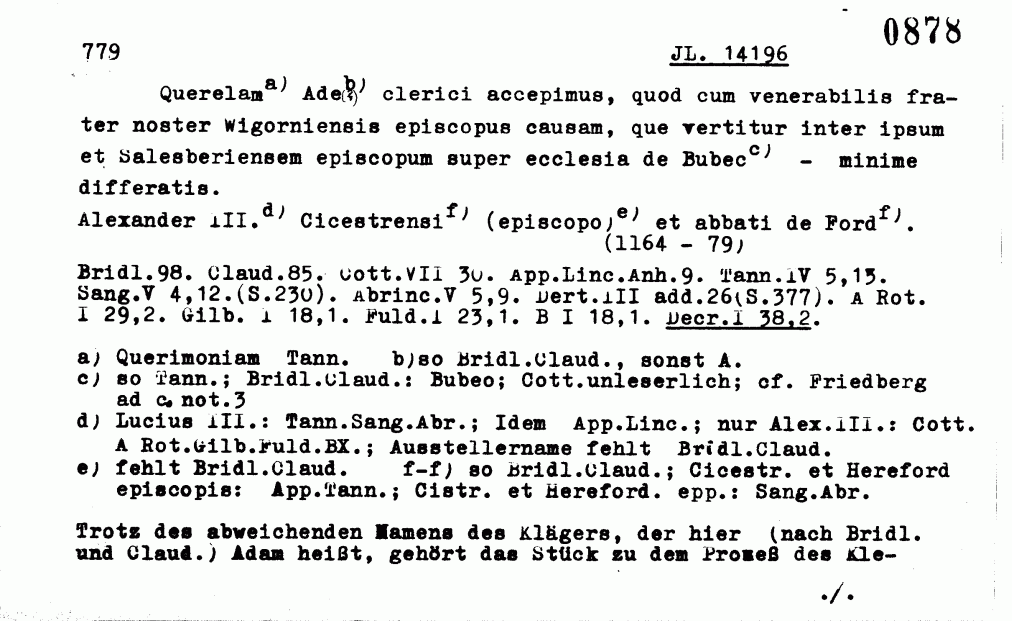 0878
779 JL. 14196
Querelam a) Ade b) clerici accepimus, quod cum venerabilis fra-
ter noster Wigorniensis episcopus causam, que vertitur inter ipsum
et Salesberiensem episcopum super ecclesia de Bubec c) - minime
differatis.
Alexander III. d) Cicestrensi f) (episcopo) e) et abbati de Ford f).
(1164 - 79)
Bridl.98. Claud.85. Cott.VII 30. App.Linc.Anh.9. Tann.IV 5,13.
Sang.V 4,12.(S.230). Abrinc.V 5,9. Dert.III add.26(S.377). A Rot.
I 29,2. Gilb. I 18,1. Fuld.I 23,1. B I 18,1. Decr.I 38,2.
a) Querimoniam Tann. b)so Bridl.Claud., sonst A.
c) so Tann.; Bridl.Claud.: Bubeo; Cott.unleserlich; cf. Friedberg
ad c. not.3
d) Lucius III.: Tann.Sang.Abr.; Idem App.Linc.; nur Alex.III.: Cott.
A Rot.Gilb.Fuld.BX.; Ausstellername fehlt Bridl.Claud.
e) fehlt Bridl.Claud. f-f) so Bridl.Claud.; Cicestr. et Hereford
episcopis: App.Tann.; Cistr. et Hereford. epp.: Sang.Abr.
Trotz des abweichenden Namens des Klägers, der hier (nach Bridl.
und Claud.) Adam heißt, gehört das Stück zu dem Prozeß des Kle-
./.